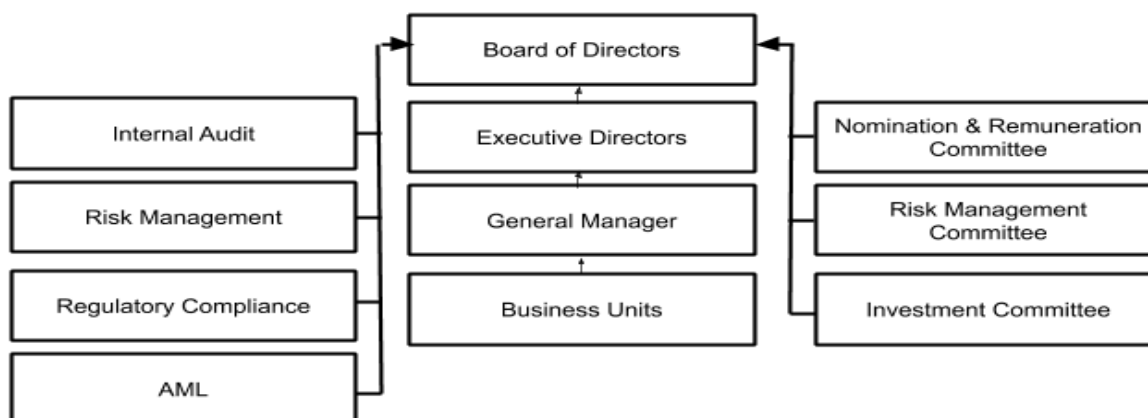 Board of Directors
Internal Audit
Executive Directors
Nomination & Remuneration
Committee
Risk Management
General Manager
Risk Management
Committee
Regulatory Compliance
Business Units
Investment Committee
AML